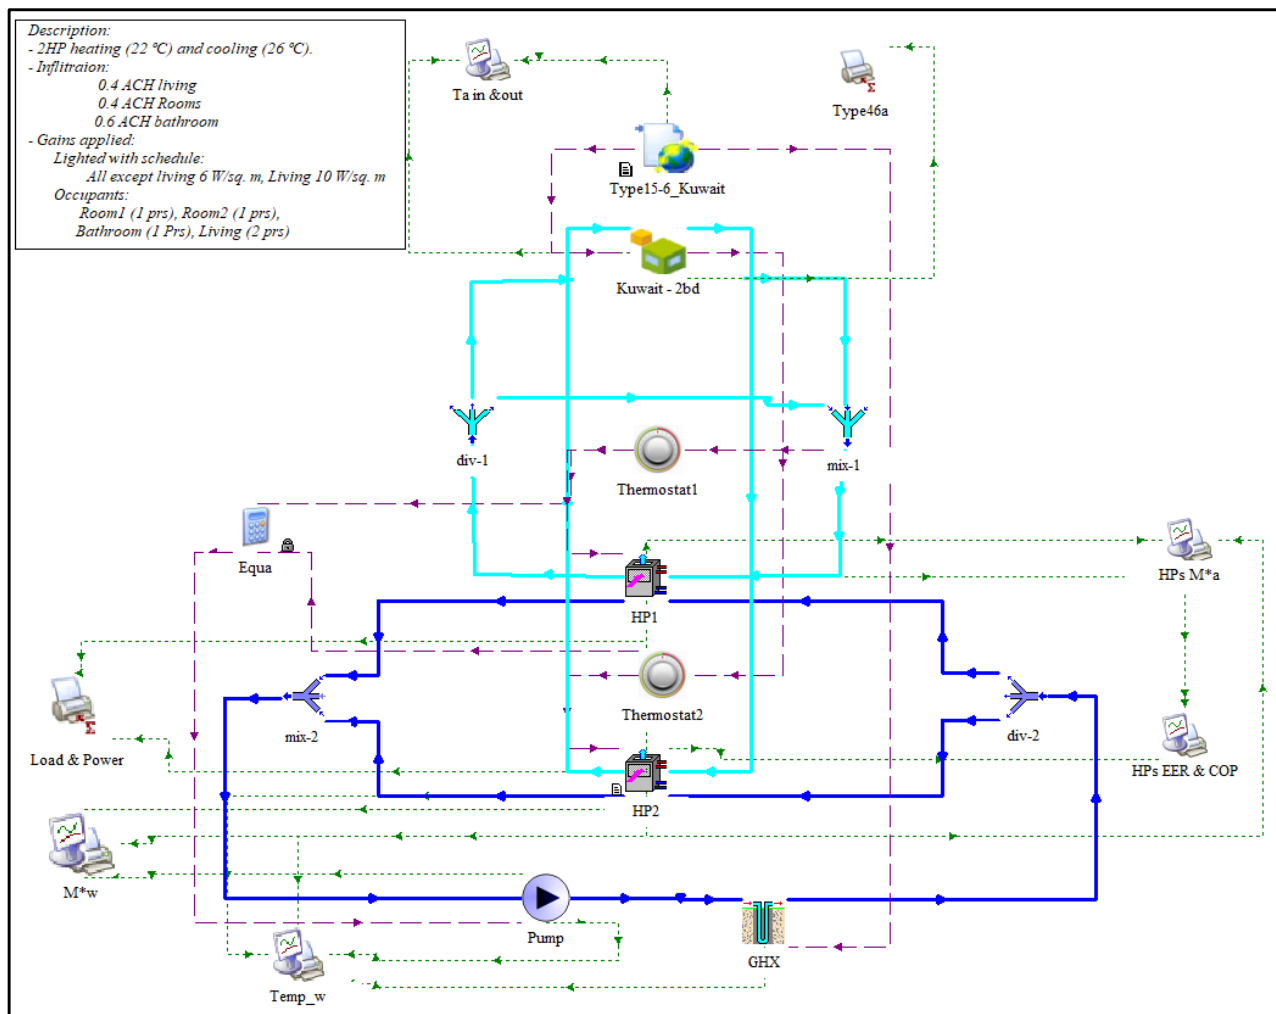 Description:
- 2HP heating (22 °C) and cooling (26 °C).
- Inflitraion:
0.4 ACH living
0.4 ACH Rooms
0.6 ACH bathroom
- Gains applied:
Lighted with schedule:
All except living 6 W/sq. m, Living 10 W/sq. m
Occupants:
Room1 (1 prs), Room2 (1 prs),
Bathroom (1 Prs), Living (2 prs)
Ta in &out
Type46a
Type15-6_Kuwait
Kuwait - 2bd
div-1
mix-1
Thermostat1
Equa
HPs M*a
HP1
Thermostat2
mix-2
div-2
Load & Power
HPs EER & COP
HP2
M*w
Pump
GHX
Temp_w